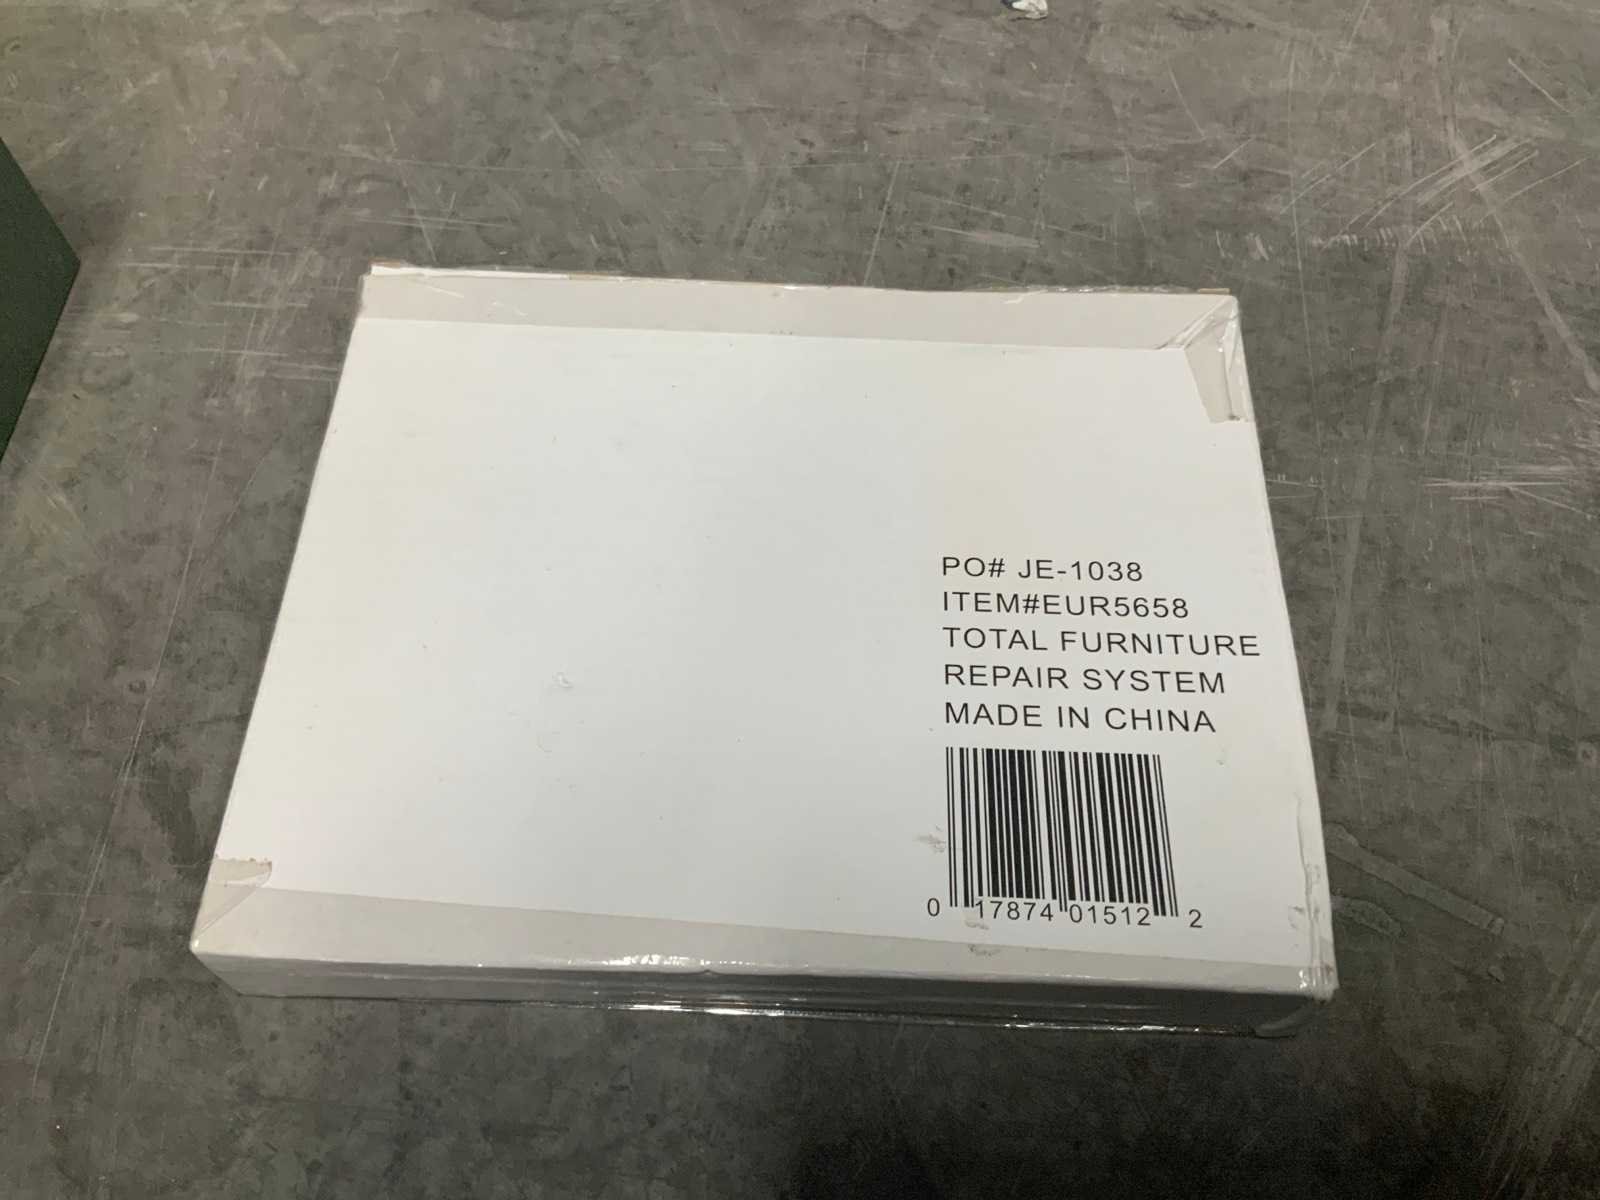 PO# JE-1038
ITEM#EUR5658
TOTAL FURNITURE
REPAIR SYSTEM
MADE IN CHINA
0 17874 01512 2